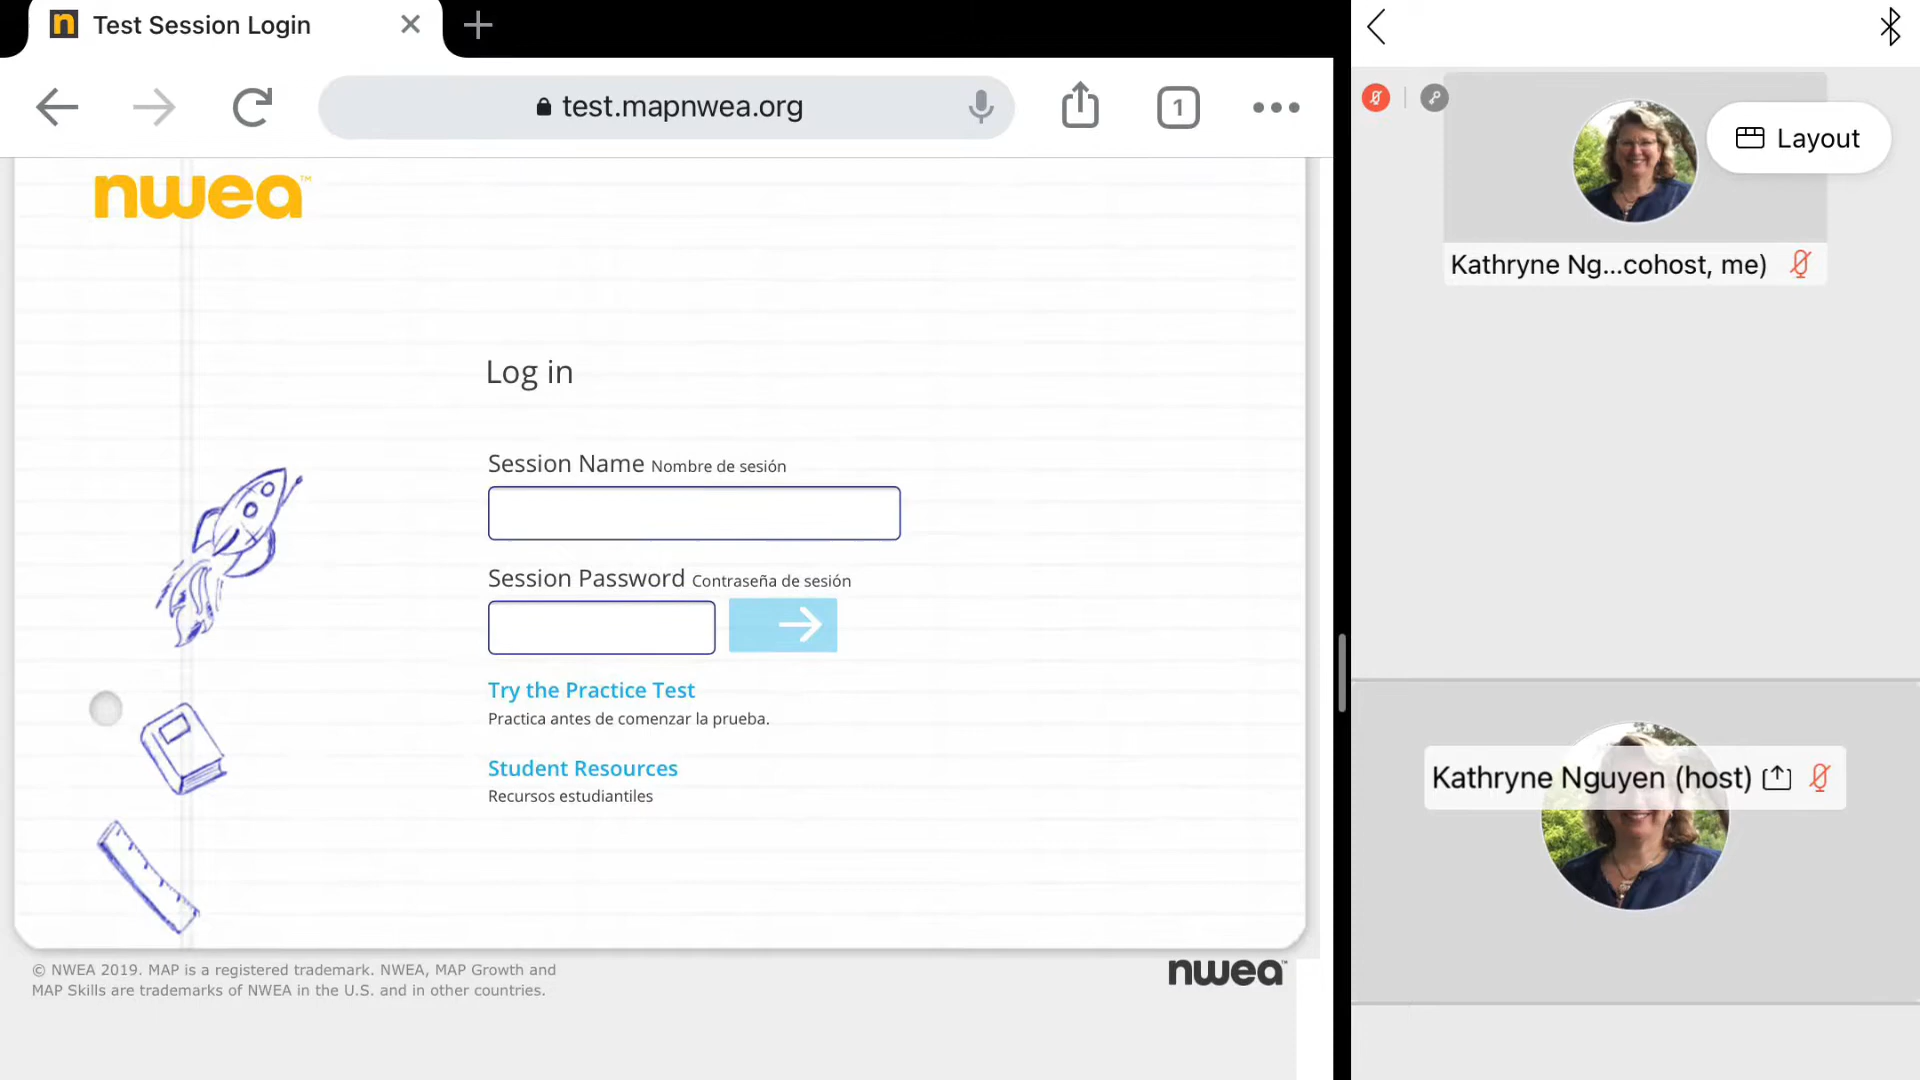 n Test Session Login
test.mapnwea.org
1
nwea™
Log in
Session Name Nombre de sesión
Session Password Contraseña de sesión
Try the Practice Test
Practica antes de comenzar la prueba.
Student Resources
Recursos estudiantiles
© NWEA 2019. MAP is a registered trademark. NWEA, MAP Growth and
MAP Skills are trademarks of NWEA in the U.S. and in other countries.
nwea™
Layout
Kathryne Ng...cohost, me)
Kathryne Nguyen (host)